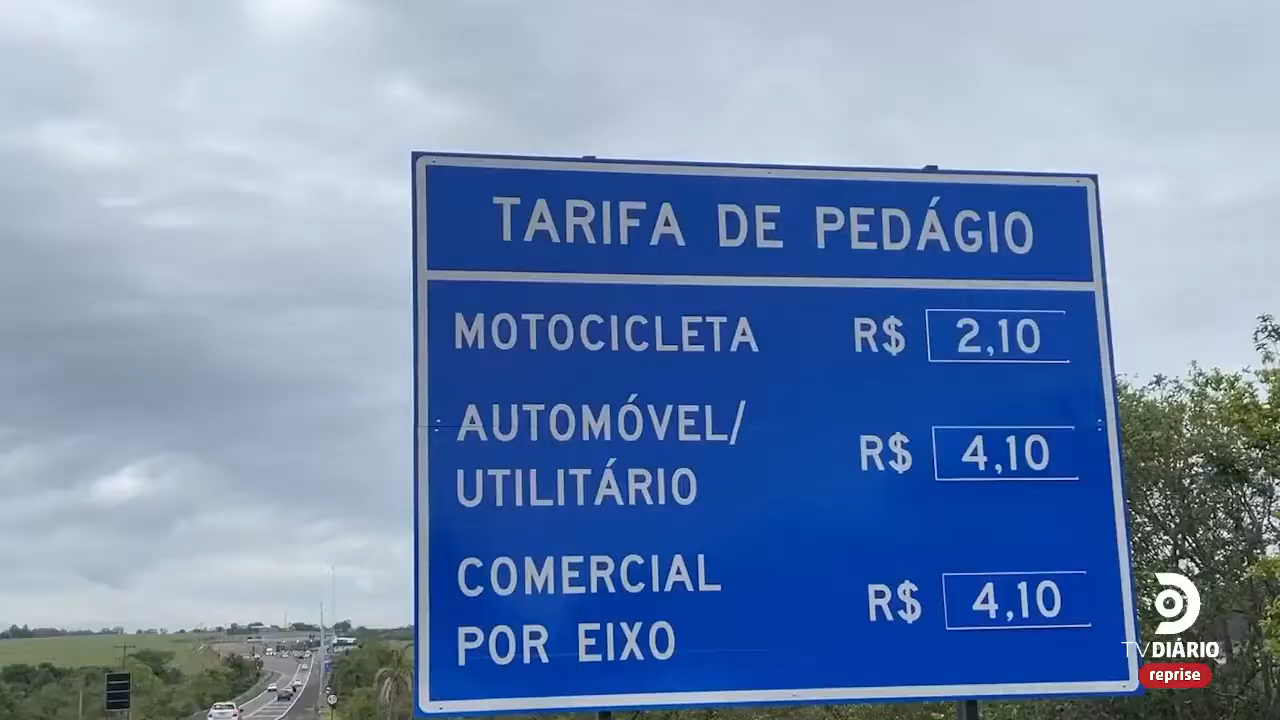 TARIFA DE PEDÁGIO
MOTOCICLETA R$ 2,10
AUTOMÓVEL/
UTILITÁRIO R$ 4,10
COMERCIAL
POR EIXO R$ 4,10
TV DIÁRIO
reprise